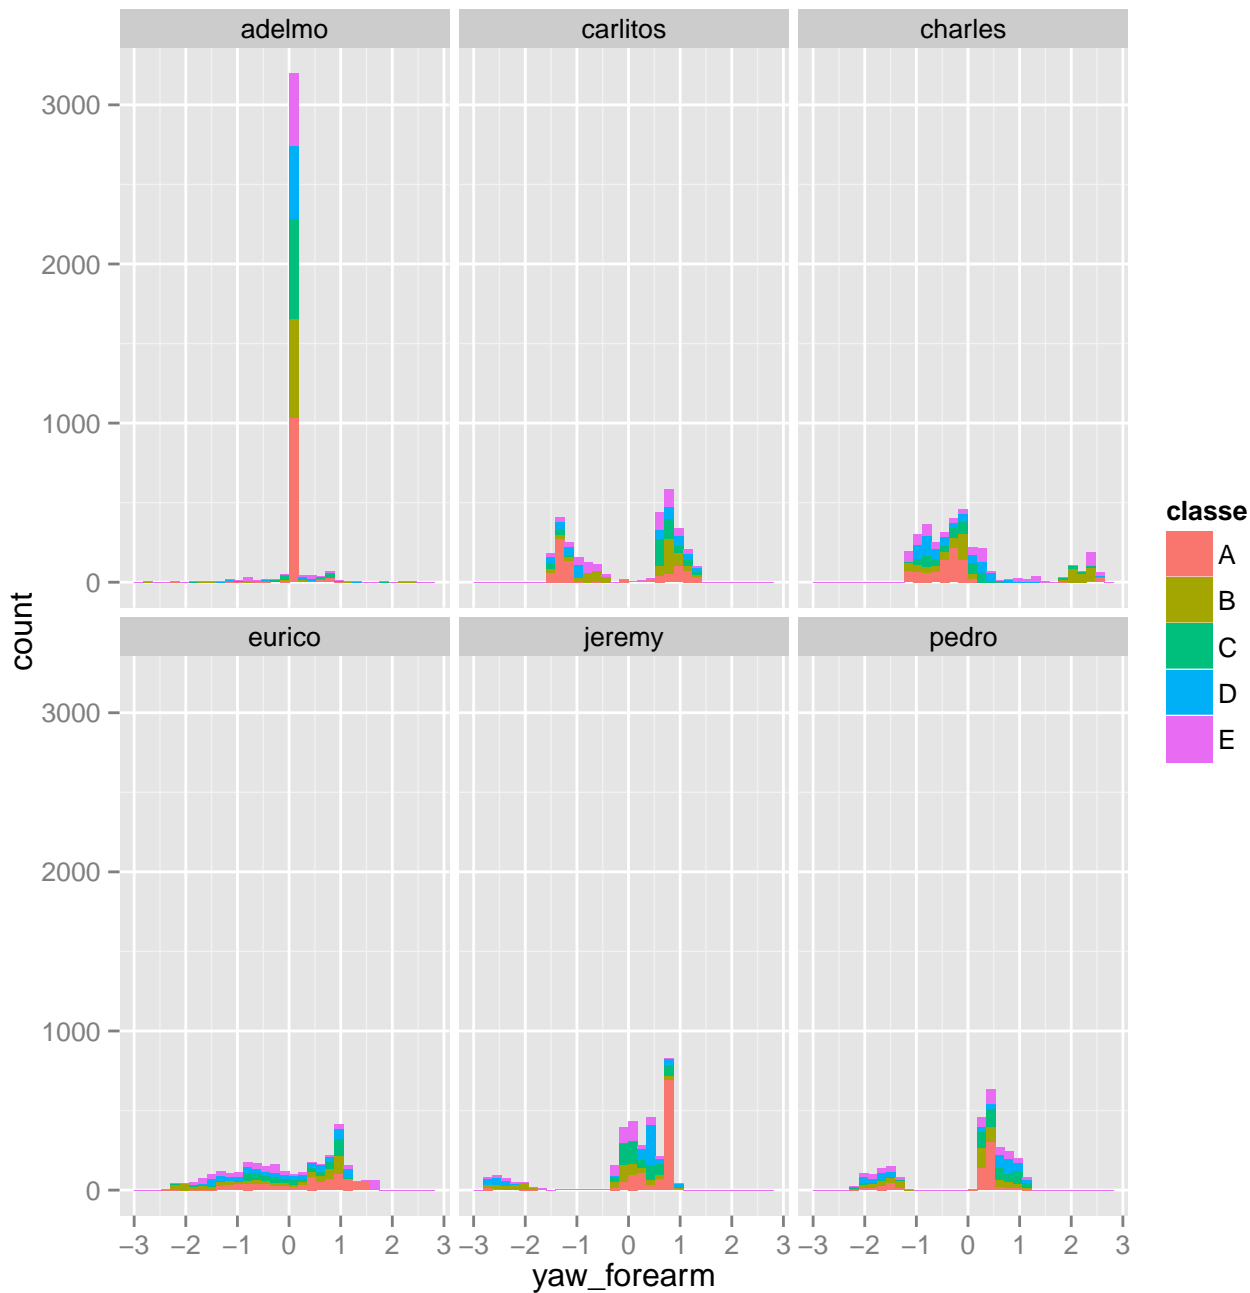 adelmo carlitos charles
3000
2000
1000
0
eurico jeremy pedro
3000
2000
1000
0
−3 −2 −1 0 1 2 3 −3 −2 −1 0 1 2 3 −3 −2 −1 0 1 2 3
yaw_forearm
count
classe
A
B
C
D
E